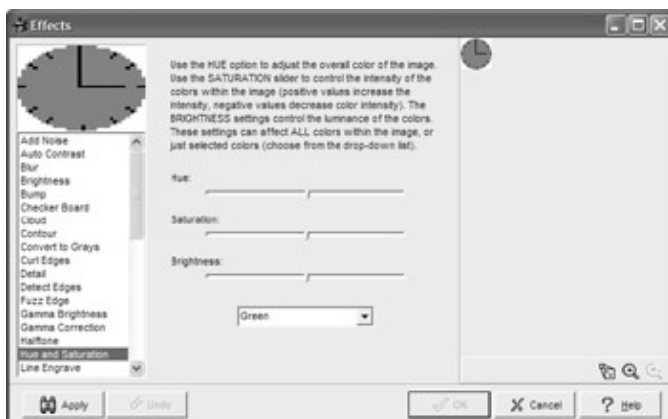 Effects
Use the HUE option to adjust the overall color of the image.
Use the SATURATION slider to control the intensity of the
colors within the image (positive values increase the
intensity, negative values decrease color intensity). The
BRIGHTNESS settings control the luminance of the colors.
These settings can affect ALL colors within the image, or
just selected colors (choose from the drop-down list).
Add Noise
Auto Contrast
Blur
Brightness
Bump
Checker Board
Cloud
Contour
Convert to Grays
Curl Edges
Detail
Detect Edges
Fuzz Edge
Gamma Brightness
Gamma Correction
Halftone
Hue and Saturation
Line Engrave
Hue:
Saturation:
Brightness:
Green
Apply
Undo
OK
Cancel
Help